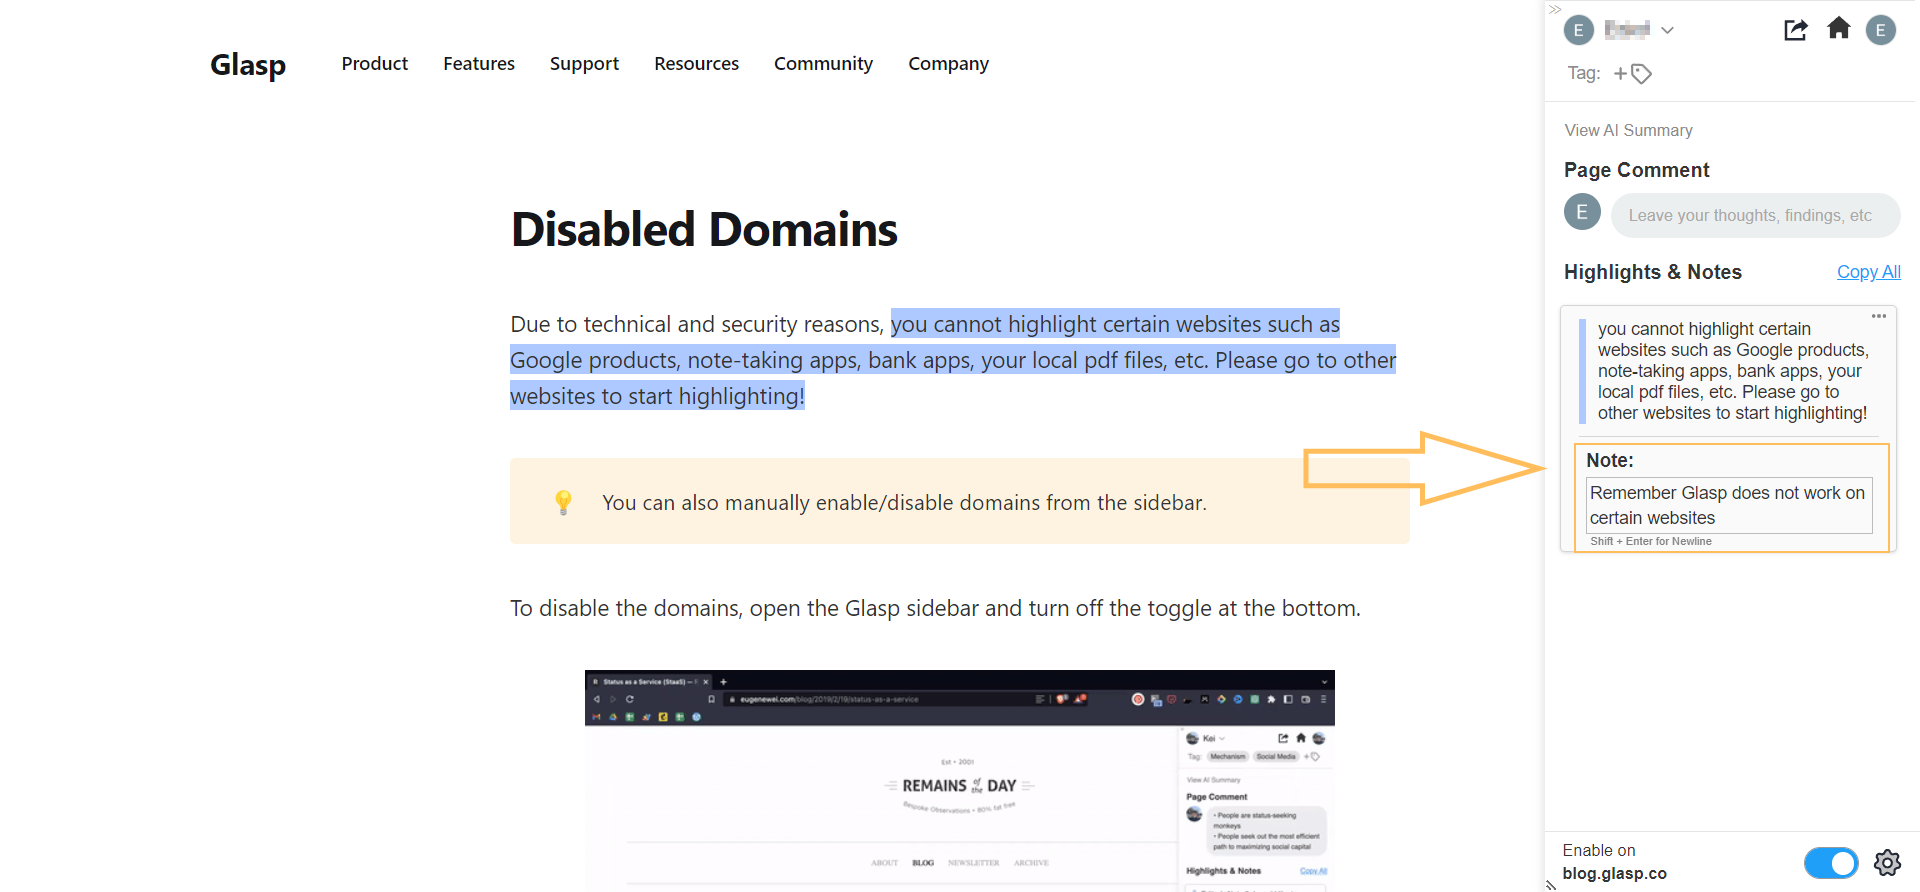 Glasp
Product Features Support Resources Community Company
Disabled Domains
Due to technical and security reasons, you cannot highlight certain websites such as
Google products, note-taking apps, bank apps, your local pdf files, etc. Please go to other
websites to start highlighting!
💡 You can also manually enable/disable domains from the sidebar.
To disable the domains, open the Glasp sidebar and turn off the toggle at the bottom.
R Status as a Service (StaaS) —
eugenewei.com/blog/2019/2/19/status-as-a-service
Est • 2001
REMAINS of the DAY
Bespoke Observations • 80% fat free
ABOUT BLOG NEWSLETTER ARCHIVE
Kei
Tag: Mechanism Social Media +
View AI Summary
Page Comment
• People are status-seeking
monkeys
• People seek out the most efficient
path to maximizing social capital
Highlights & Notes Copy All
E
E
Tag: +
View AI Summary
Page Comment
E
Leave your thoughts, findings, etc
Highlights & Notes Copy All
you cannot highlight certain
websites such as Google products,
note-taking apps, bank apps, your
local pdf files, etc. Please go to
other websites to start highlighting!
Note:
Remember Glasp does not work on
certain websites
Shift + Enter for Newline
Enable on
blog.glasp.co